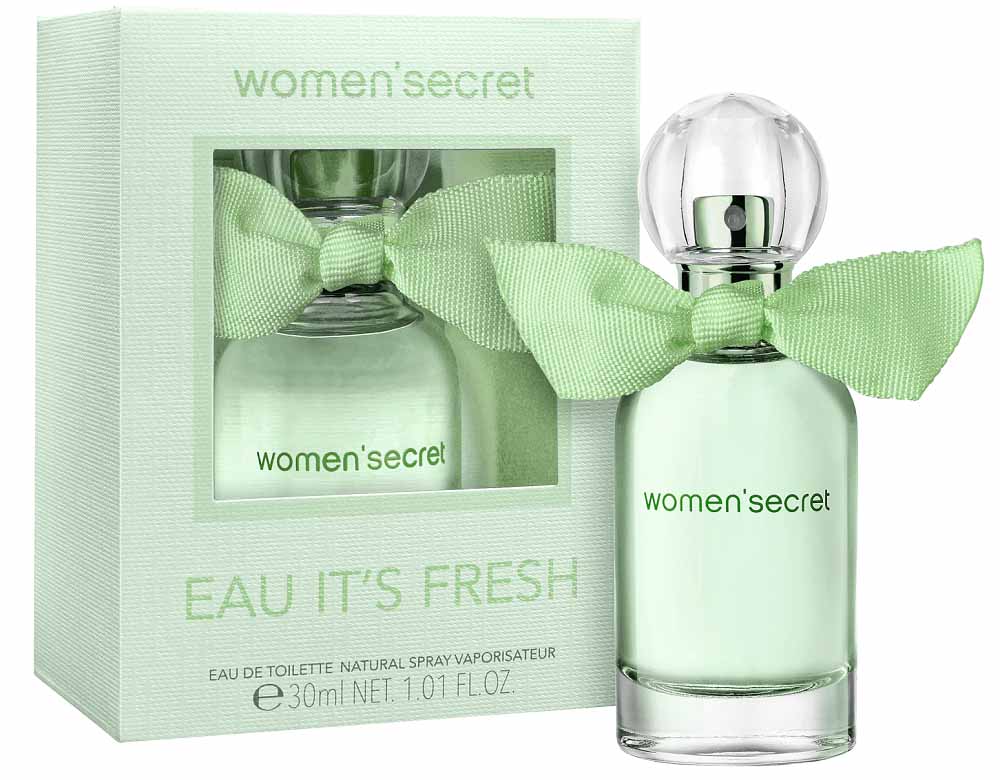 women'secret
women'secret
EAU IT'S FRESH
EAU DE TOILETTE NATURAL SPRAY VAPORISATEUR
℮30ml NET. 1.01 FL.OZ.
women'secret